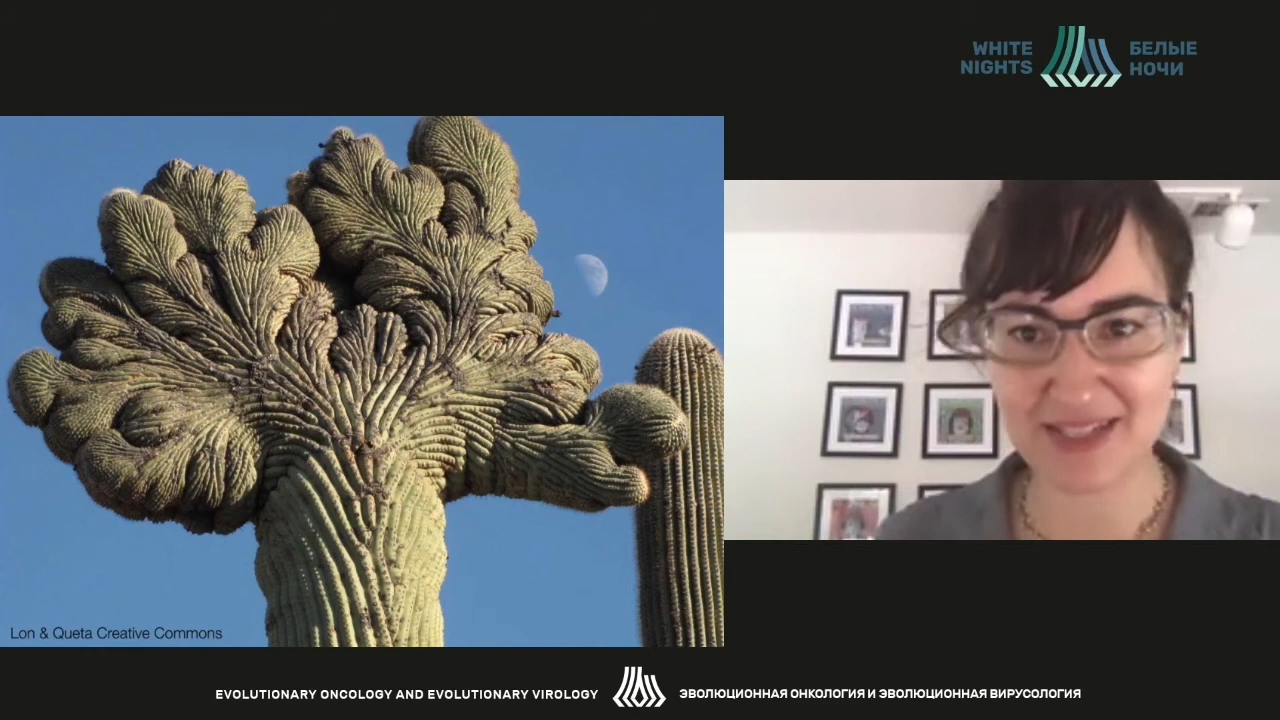 WHITE
NIGHTS
БЕЛЫЕ
НОЧИ
Lon & Queta Creative Commons
EVOLUTIONARY ONCOLOGY AND EVOLUTIONARY VIROLOGY
ЭВОЛЮЦИОННАЯ ОНКОЛОГИЯ И ЭВОЛЮЦИОННАЯ ВИРУСОЛОГИЯ